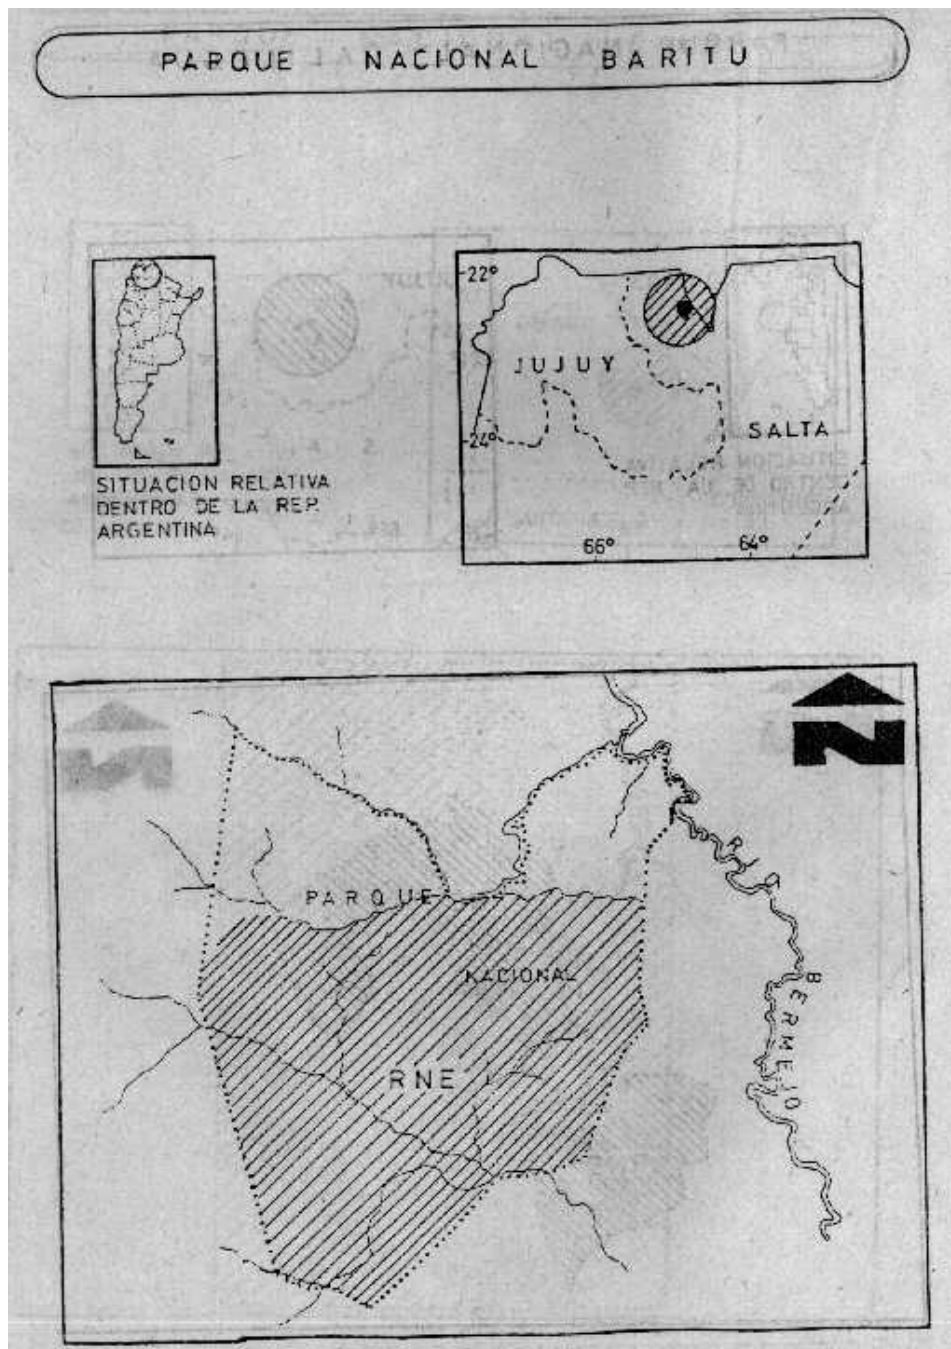 PARQUE NACIONAL BARITU
SITUACION RELATIVA
DENTRO DE LA REP.
ARGENTINA
22°
JUJUY
24°
SALTA
66°
64°
N
PARQUE
NACIONAL
RNE
RIO BERMEJO